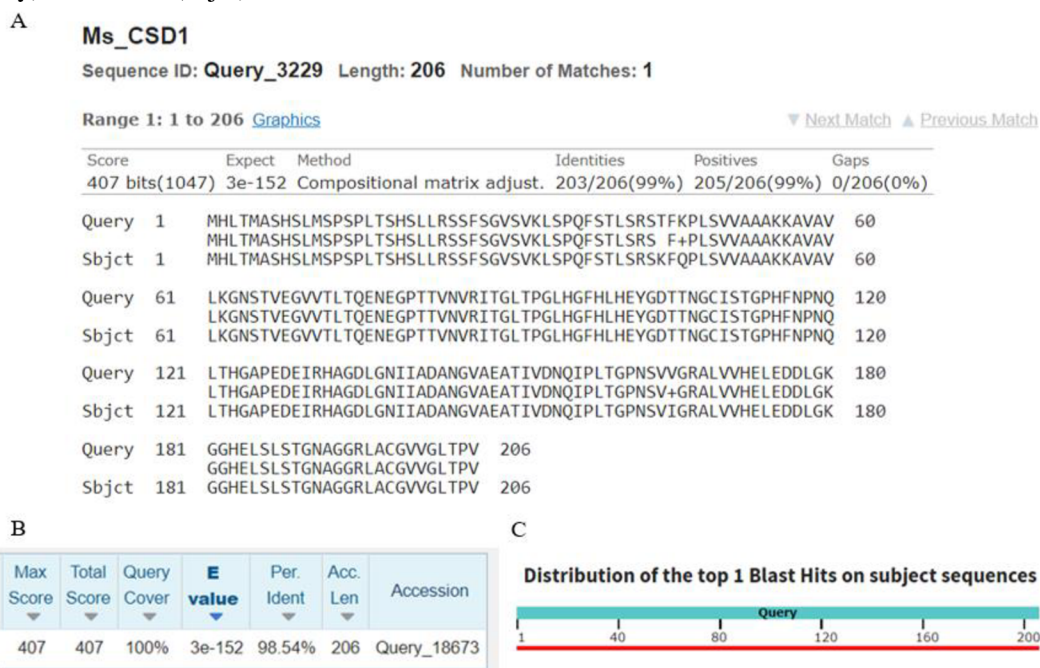 A
Ms_CSD1
Sequence ID: Query_3229 Length: 206 Number of Matches: 1
Range 1: 1 to 206 Graphics
Next Match Previous Match
Score Expect Method Identities Positives Gaps
407 bits(1047) 3e-152 Compositional matrix adjust. 203/206(99%) 205/206(99%) 0/206(0%)
Query 1 MHLTMASHSLMSPSPLTSHSLLRSSFSGVSVKLSPQFSTLSRSTFKPLSVVAAAKKAVAV 60
MHLTMASHSLMSPSPLTSHSLLRSSFSGVSVKLSPQFSTLSRS F+PLSVVAAAKKAVAV
Sbjct 1 MHLTMASHSLMSPSPLTSHSLLRSSFSGVSVKLSPQFSTLSRSKFQPLSVVAAAKKAVAV 60
Query 61 LKGNSTVEGVVTLTQENEGPTTVNVRITGLTPGLHGFHLHEYGDTTNGCISTGPHFNPNQ 120
LKGNSTVEGVVTLTQENEGPTTVNVRITGLTPGLHGFHLHEYGDTTNGCISTGPHFNPNQ
Sbjct 61 LKGNSTVEGVVTLTQENEGPTTVNVRITGLTPGLHGFHLHEYGDTTNGCISTGPHFNPNQ 120
Query 121 LTHGAPEDEIRHAGDLGNIIADANGVAEATIVDNQIPLTGPNSVVGRALVVHELEDDLGK 180
LTHGAPEDEIRHAGDLGNIIADANGVAEATIVDNQIPLTGPNSV+GRALVVHELEDDLGK
Sbjct 121 LTHGAPEDEIRHAGDLGNIIADANGVAEATIVDNQIPLTGPNSVIGRALVVHELEDDLGK 180
Query 181 GGHELSLSTGNAGGRLACGVVGLTPV 206
GGHELSLSTGNAGGRLACGVVGLTPV
Sbjct 181 GGHELSLSTGNAGGRLACGVVGLTPV 206
B
Max Score Total Score Query Cover E value Per. Ident Acc. Len Accession
407 407 100% 3e-152 98.54% 206 Query_18673
C
Distribution of the top 1 Blast Hits on subject sequences
Query
1 40 80 120 160 200